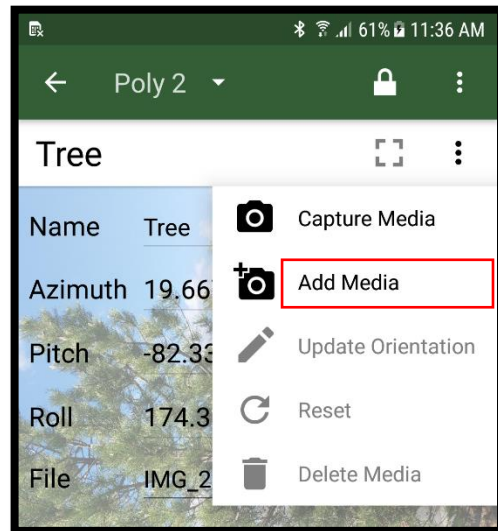 61% 11:36 AM
Poly 2
Tree
Name Tree
Capture Media
Azimuth 19.66
Add Media
Pitch -82.33
Update Orientation
Roll 174.3
Reset
File IMG_2
Delete Media